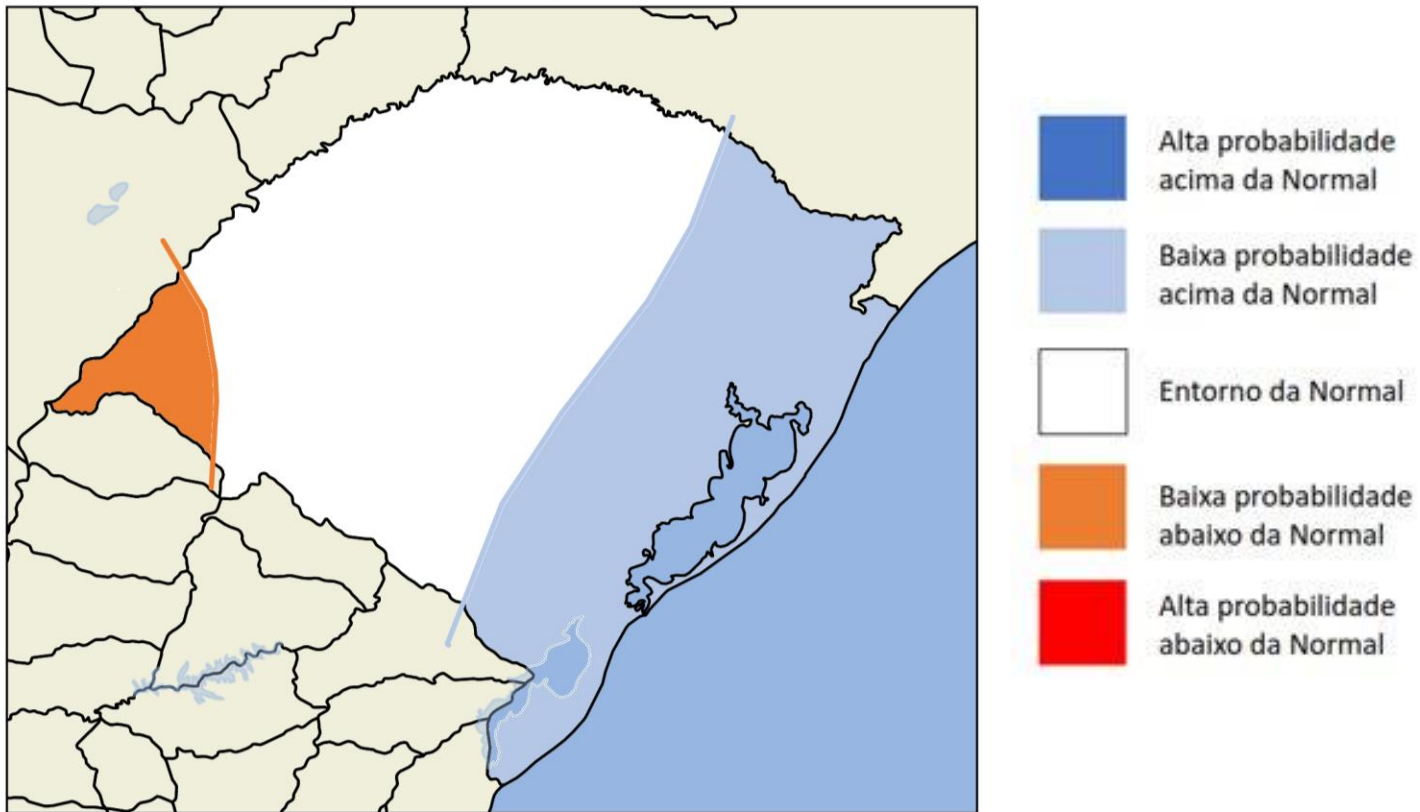 Alta probabilidade
acima da Normal
Baixa probabilidade
acima da Normal
Entorno da Normal
Baixa probabilidade
abaixo da Normal
Alta probabilidade
abaixo da Normal